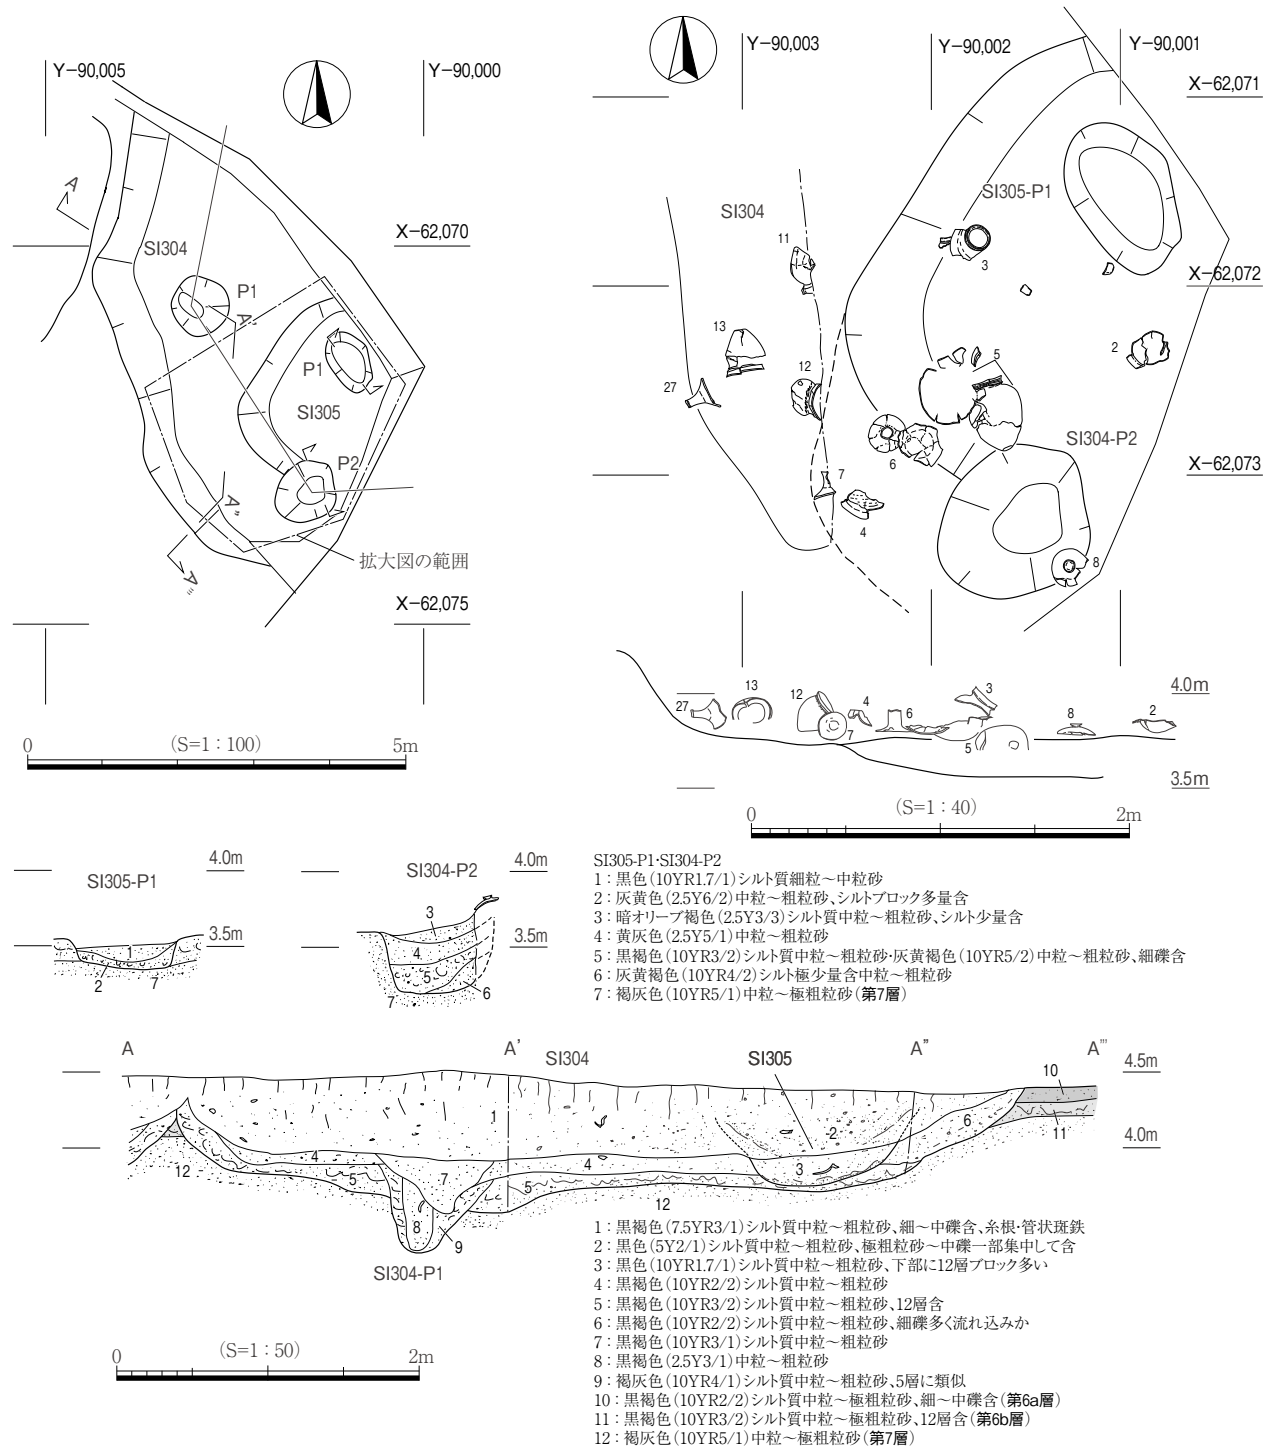 Y−90,005
Y−90,000
A
X−62,070
SI304
P1
A'
P1
SI305
P2
A"
A'''
拡大図の範囲
X−62,075
0
(S=1：100)
5m
Y−90,003
Y−90,002
Y−90,001
X−62,071
SI304
SI305-P1
11
3
X−62,072
13
2
5
12
27
SI304-P2
6
X−62,073
7
4
8
4.0m
27
13
12
4
3
6
8
2
7
5
3.5m
(S=1：40)
0
2m
SI305-P1
4.0m
3.5m
1
2
7
SI304-P2
4.0m
3
3.5m
4
5
7
6
SI305-P1･SI304-P2
1：黒色(10YR1.7/1)シルト質細粒～中粒砂
2：灰黄色(2.5Y6/2)中粒～粗粒砂、シルトブロック多量含
3：暗オリーブ褐色(2.5Y3/3)シルト質中粒～粗粒砂、シルト少量含
4：黄灰色(2.5Y5/1)中粒～粗粒砂
5：黒褐色(10YR3/2)シルト質中粒～粗粒砂･灰黄褐色(10YR5/2)中粒～粗粒砂、細礫含
6：灰黄褐色(10YR4/2)シルト極少量含中粒～粗粒砂
7：褐灰色(10YR5/1)中粒～極粗粒砂(第7層)
A
A'
SI304
SI305
A"
A'''
4.5m
10
1
2
6
11
4.0m
4
4
3
12
5
7
5
12
8
9
SI304-P1
(S=1：50)
0
2m
1：黒褐色(7.5YR3/1)シルト質中粒～粗粒砂、細～中礫含、糸根･管状斑鉄
2：黒色(5Y2/1)シルト質中粒～粗粒砂、極粗粒砂～中礫一部集中して含
3：黒色(10YR1.7/1)シルト質中粒～粗粒砂、下部に12層ブロック多い
4：黒褐色(10YR2/2)シルト質中粒～粗粒砂
5：黒褐色(10YR3/2)シルト質中粒～粗粒砂、12層含
6：黒褐色(10YR2/2)シルト質中粒～粗粒砂、細礫多く流れ込みか
7：黒褐色(10YR3/1)シルト質中粒～粗粒砂
8：黒褐色(2.5Y3/1)中粒～粗粒砂
9：褐灰色(10YR4/1)シルト質中粒～粗粒砂、5層に類似
10：黒褐色(10YR2/2)シルト質中粒～極粗粒砂、細～中礫含(第6a層)
11：黒褐色(10YR3/2)シルト質中粒～極粗粒砂、12層含(第6b層)
12：褐灰色(10YR5/1)中粒～極粗粒砂(第7層)